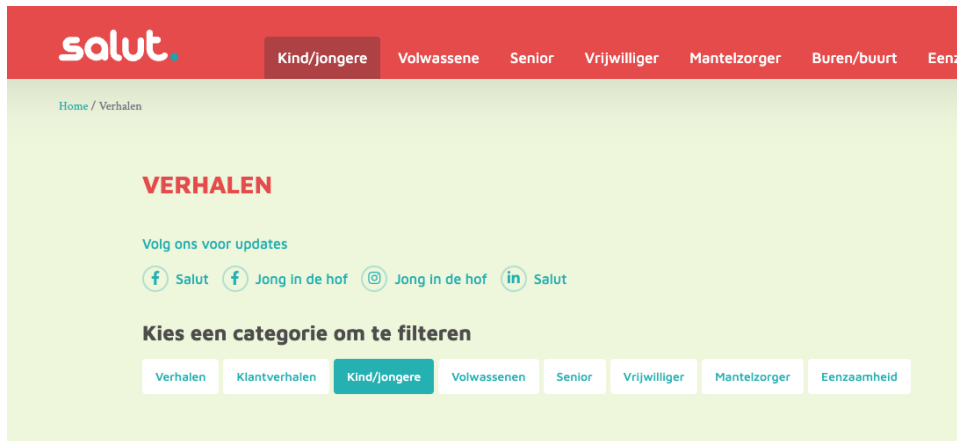 salut.
Kind/jongere Volwassene Senior Vrijwilliger Mantelzorger Buren/buurt Eenz
Home / Verhalen
VERHALEN
Volg ons voor updates
Salut Jong in de hof Jong in de hof Salut
Kies een categorie om te filteren
Verhalen Klantverhalen Kind/jongere Volwassenen Senior Vrijwilliger Mantelzorger Eenzaamheid